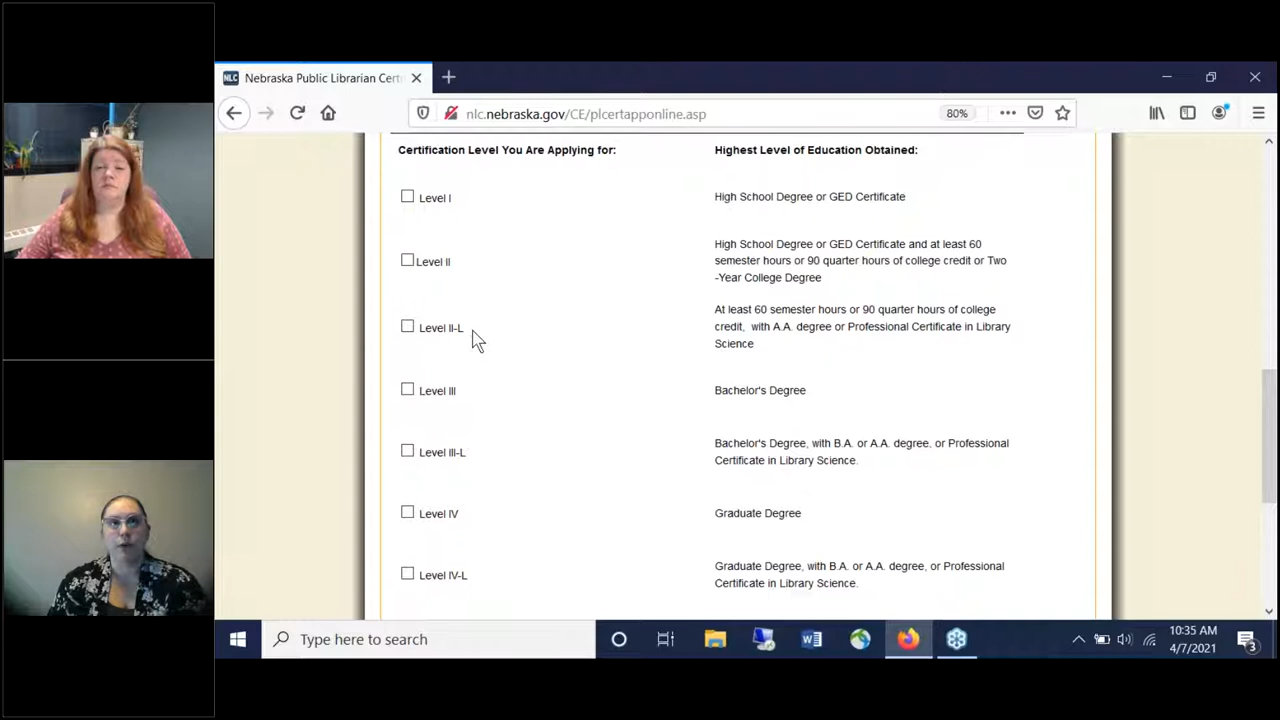 NLC Nebraska Public Librarian Cert
nlc.nebraska.gov/CE/plcertapponline.asp 80%
Certification Level You Are Applying for: Highest Level of Education Obtained:
Level I High School Degree or GED Certificate
High School Degree or GED Certificate and at least 60
Level II semester hours or 90 quarter hours of college credit or Two
-Year College Degree
At least 60 semester hours or 90 quarter hours of college
Level II-L credit, with A.A. degree or Professional Certificate in Library
Science
Level III Bachelor's Degree
Bachelor's Degree, with B.A. or A.A. degree, or Professional
Level III-L Certificate in Library Science.
Level IV Graduate Degree
Graduate Degree, with B.A. or A.A. degree, or Professional
Level IV-L Certificate in Library Science.
Type here to search
10:35 AM
4/7/2021
3